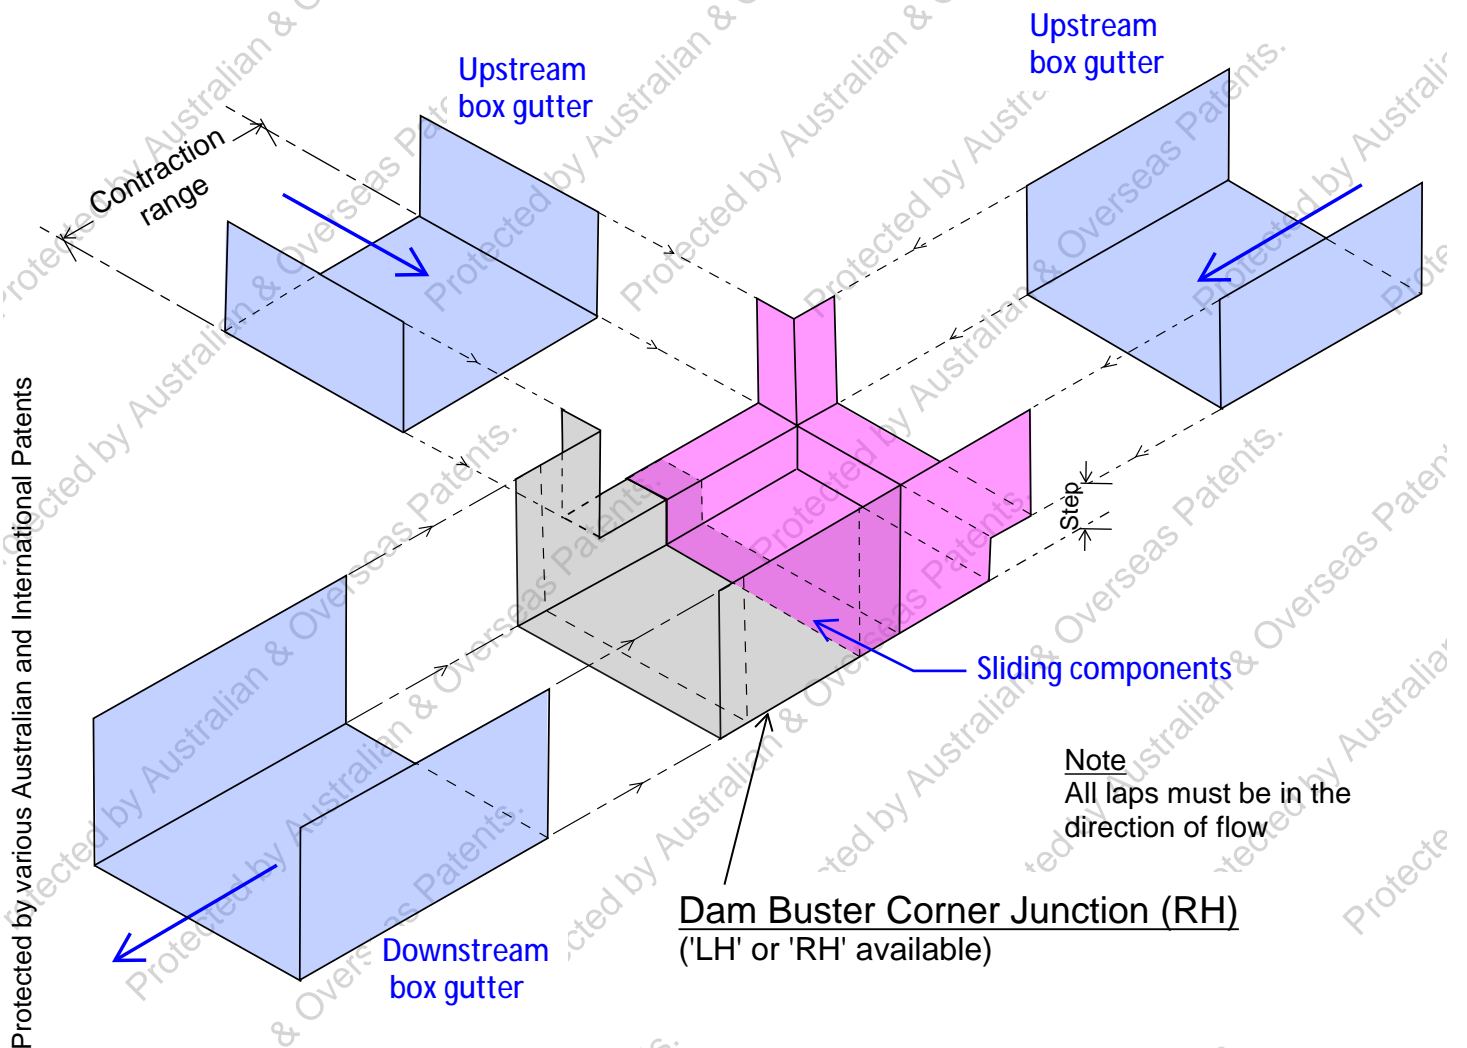 Upstream
box gutter
Upstream
box gutter
Contraction
range
Step
Sliding components
Note
All laps must be in the
direction of flow
Dam Buster Corner Junction (RH)
('LH' or 'RH' available)
Downstream
box gutter
Protected by various Australian and International Patents
Protected by Australian & Overseas Patents.